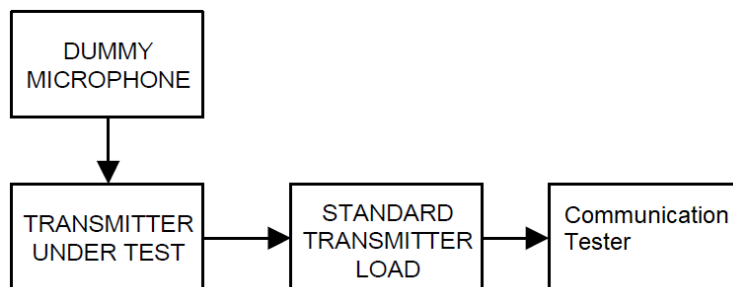 DUMMY
MICROPHONE
TRANSMITTER
UNDER TEST
STANDARD
TRANSMITTER
LOAD
Communication
Tester